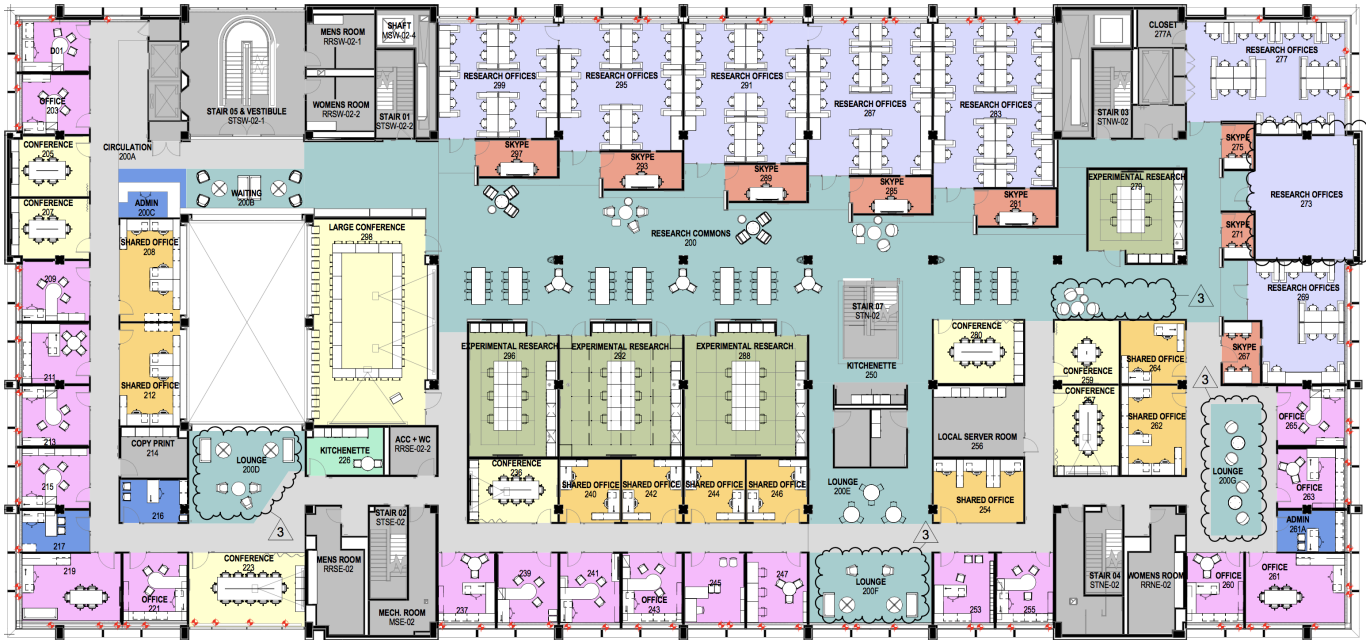 D01
OFFICE
203
CONFERENCE
205
CONFERENCE
207
209
211
213
215
217
219
CIRCULATION
200A
ADMIN
200C
WAITING
200B
SHARED OFFICE
208
SHARED OFFICE
212
COPY PRINT
214
216
OFFICE
221
CONFERENCE
223
LOUNGE
200D
3
STAIR 05 & VESTIBULE
STSW-02-1
MENS ROOM
RRSW-02-1
WOMENS ROOM
RRSW-02-2
SHAFT
MSW-02-4
STAIR 01
STSW-02-2
LARGE CONFERENCE
298
KITCHENETTE
226
ACC + WC
RRSE-02-2
STAIR 02
STSE-02
MENS ROOM
RRSE-02
MECH. ROOM
MSE-02
RESEARCH OFFICES
299
RESEARCH OFFICES
295
RESEARCH OFFICES
291
RESEARCH OFFICES
287
RESEARCH OFFICES
283
SKYPE
297
SKYPE
293
SKYPE
289
SKYPE
285
SKYPE
281
RESEARCH COMMONS
200
EXPERIMENTAL RESEARCH
296
EXPERIMENTAL RESEARCH
292
EXPERIMENTAL RESEARCH
288
STAIR 07
STN-02
KITCHENETTE
250
CONFERENCE
236
SHARED OFFICE
240
SHARED OFFICE
242
SHARED OFFICE
244
SHARED OFFICE
246
LOUNGE
200E
237
239
241
OFFICE
243
245
247
LOUNGE
200F
3
253
255
CONFERENCE
280
LOCAL SERVER ROOM
256
SHARED OFFICE
254
STAIR 03
STNW-02
CLOSET
277A
RESEARCH OFFICES
277
SKYPE
275
RESEARCH OFFICES
273
SKYPE
271
EXPERIMENTAL RESEARCH
279
3
RESEARCH OFFICES
269
SKYPE
267
CONFERENCE
259
CONFERENCE
257
SHARED OFFICE
264
SHARED OFFICE
262
3
OFFICE
265
LOUNGE
200G
OFFICE
263
ADMIN
261A
STAIR 04
STNE-02
WOMENS ROOM
RRNE-02
OFFICE
260
OFFICE
261